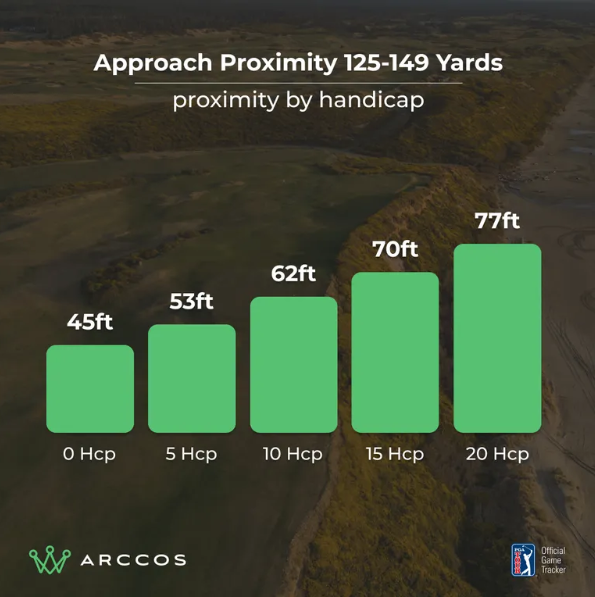 Approach Proximity 125-149 Yards
proximity by handicap
45ft
53ft
62ft
70ft
77ft
0 Hcp
5 Hcp
10 Hcp
15 Hcp
20 Hcp
ARCCOS
PGA TOUR
Official
Game
Tracker